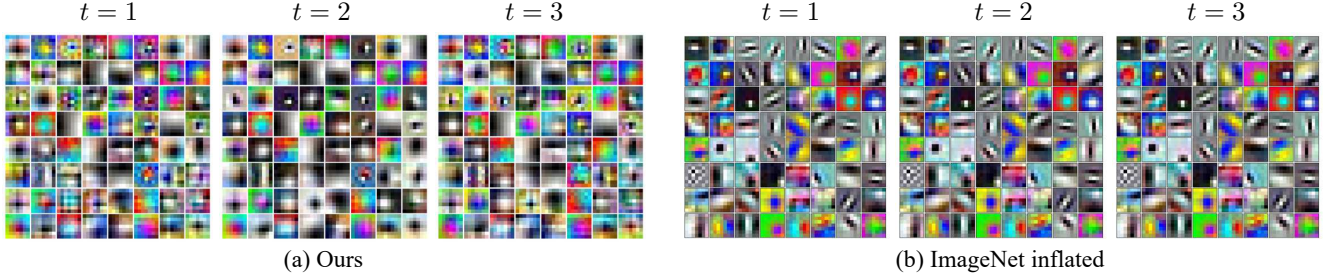 t = 1 t = 2 t = 3 t = 1 t = 2 t = 3
(a) Ours (b) ImageNet inflated